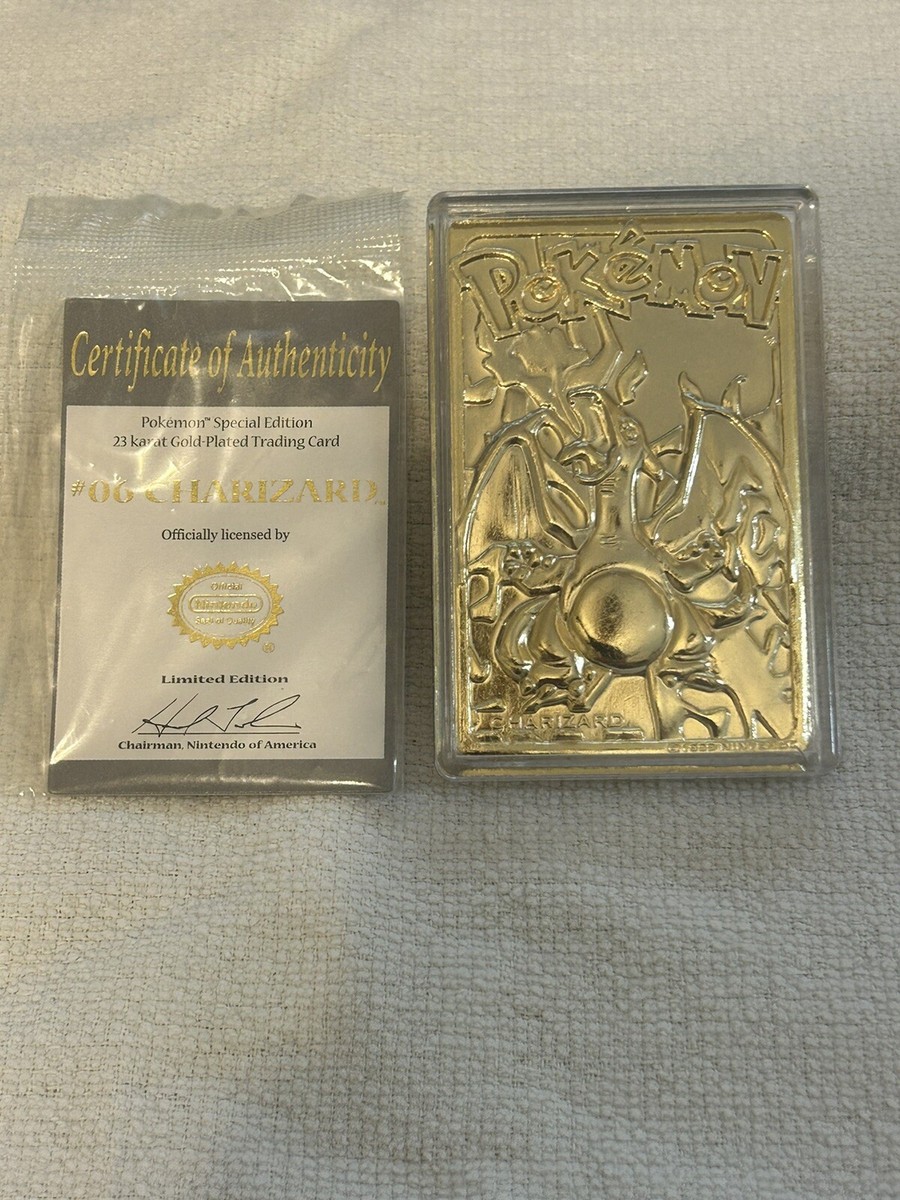 Certificate of Authenticity
Pokémon™ Special Edition
23 karat Gold-Plated Trading Card
#06 CHARIZARD™
Officially licensed by
Official
Nintendo
Seal of Quality
®
Limited Edition
Chairman, Nintendo of America
POKéMON
CHARIZARD